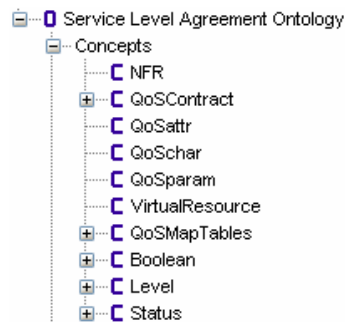 Service Level Agreement Ontology
Concepts
C NFR
C QoSContract
C QoSattr
C QoSchar
C QoSparam
C VirtualResource
C QoSMapTables
C Boolean
C Level
C Status